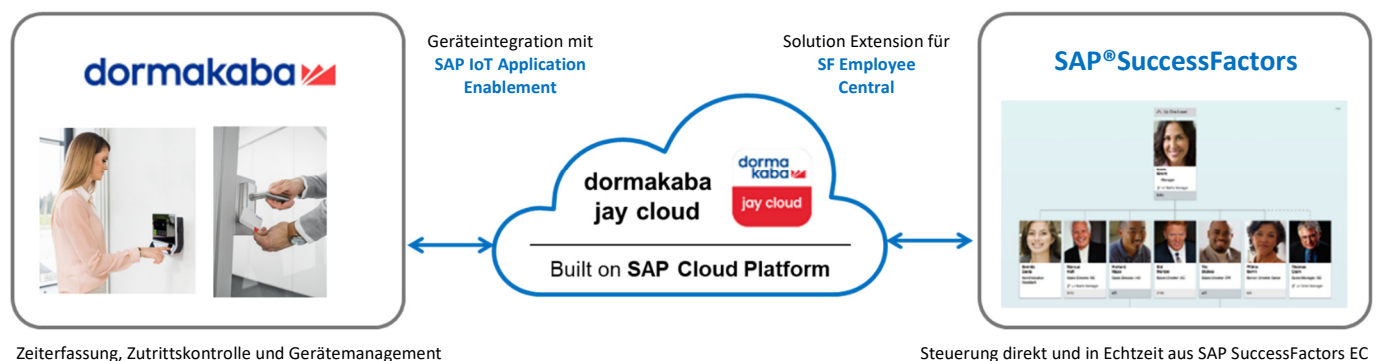 dormakaba
Geräteintegration mit
SAP IoT Application
Enablement
Solution Extension für
SF Employee
Central
SAP®SuccessFactors
dormakaba
jay cloud
dorma
kaba
jay cloud
Built on SAP Cloud Platform
Zeiterfassung, Zutrittskontrolle und Gerätemanagement
Steuerung direkt und in Echtzeit aus SAP SuccessFactors EC